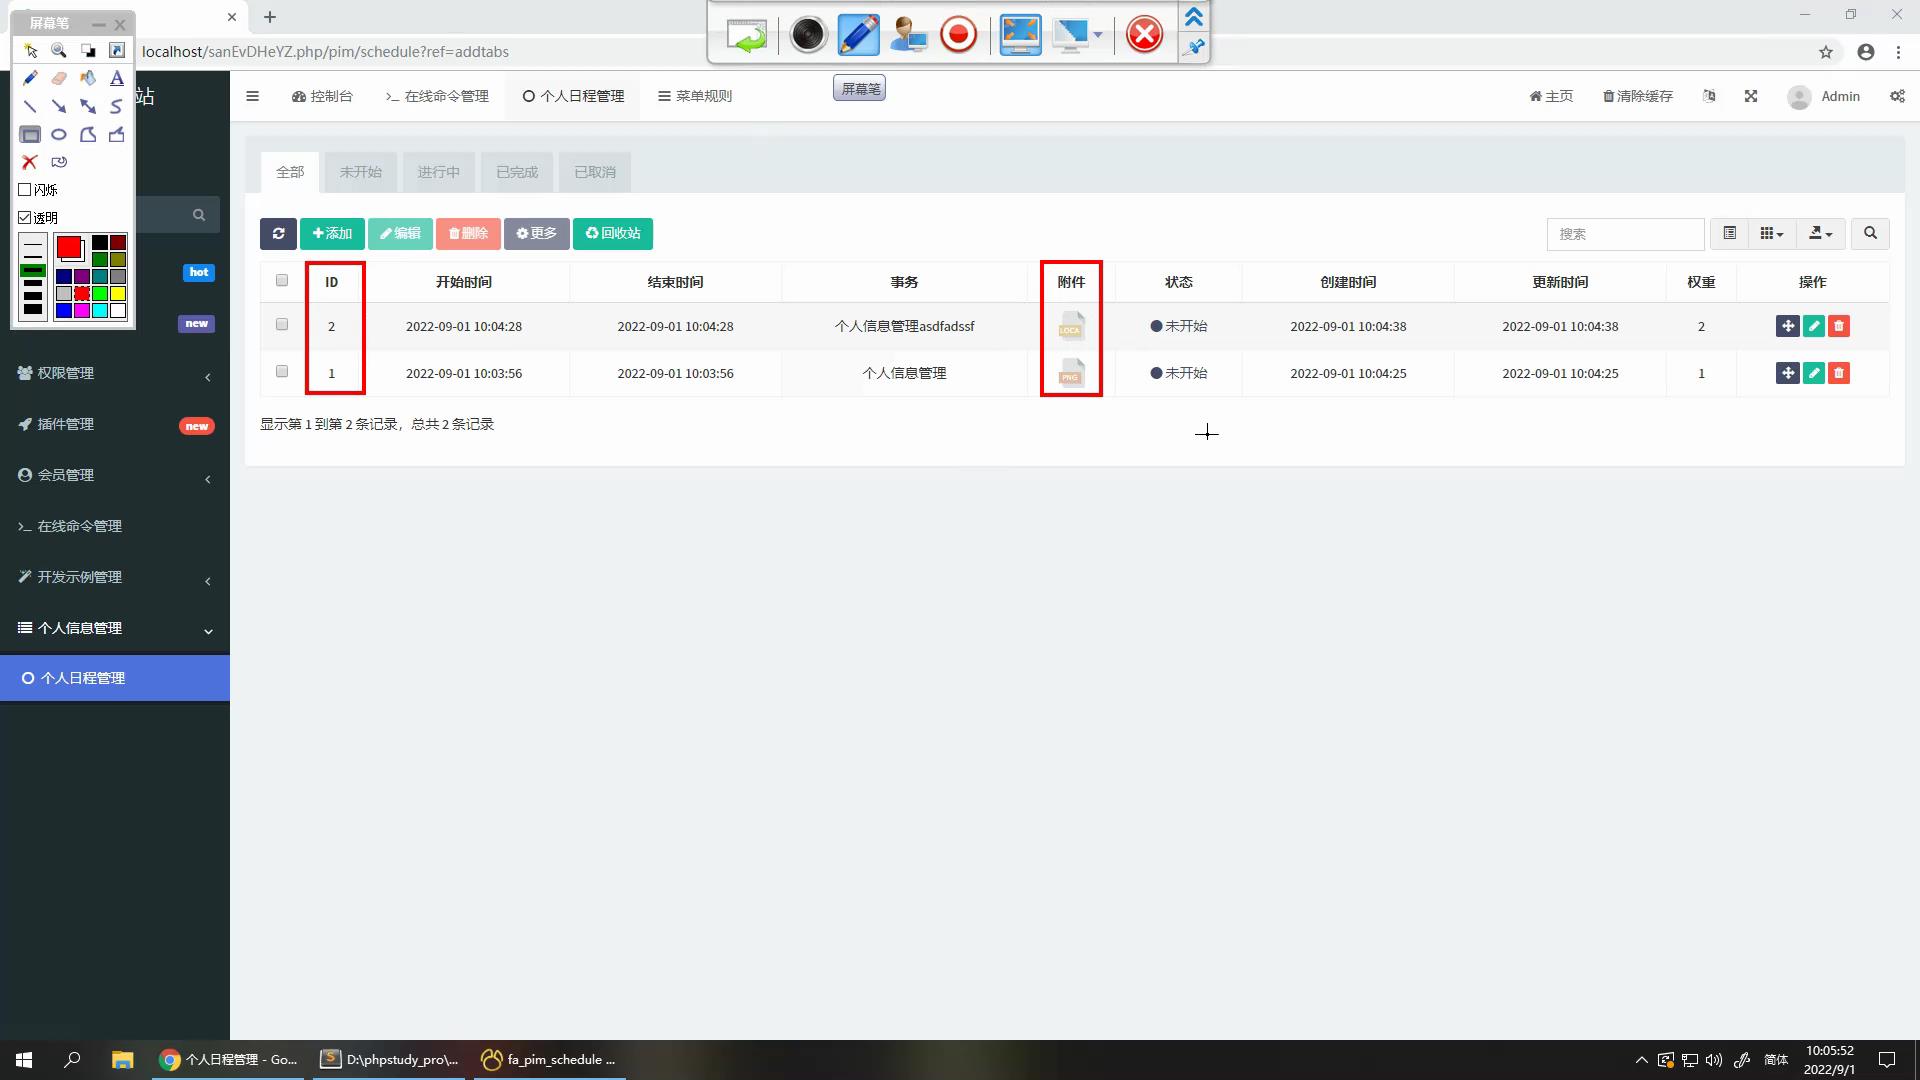 屏幕笔
localhost/sanEvDHeYZ.php/pim/schedule?ref=addtabs
站
控制台
在线命令管理
个人日程管理
菜单规则
屏幕笔
主页
清除缓存
Admin
闪烁
透明
全部
未开始
进行中
已完成
已取消
添加
编辑
删除
更多
回收站
搜索
ID 开始时间 结束时间 事务 附件 状态 创建时间 更新时间 权重 操作
2 2022-09-01 10:04:28 2022-09-01 10:04:28 个人信息管理asdfadssf LOCA 未开始 2022-09-01 10:04:38 2022-09-01 10:04:38 2
1 2022-09-01 10:03:56 2022-09-01 10:03:56 个人信息管理 PNG 未开始 2022-09-01 10:04:25 2022-09-01 10:04:25 1
显示第 1 到第 2 条记录，总共 2 条记录
hot
new
权限管理
插件管理 new
会员管理
在线命令管理
开发示例管理
个人信息管理
个人日程管理
个人日程管理 - Go...
D:\phpstudy_pro\...
fa_pim_schedule ...
简体
10:05:52
2022/9/1